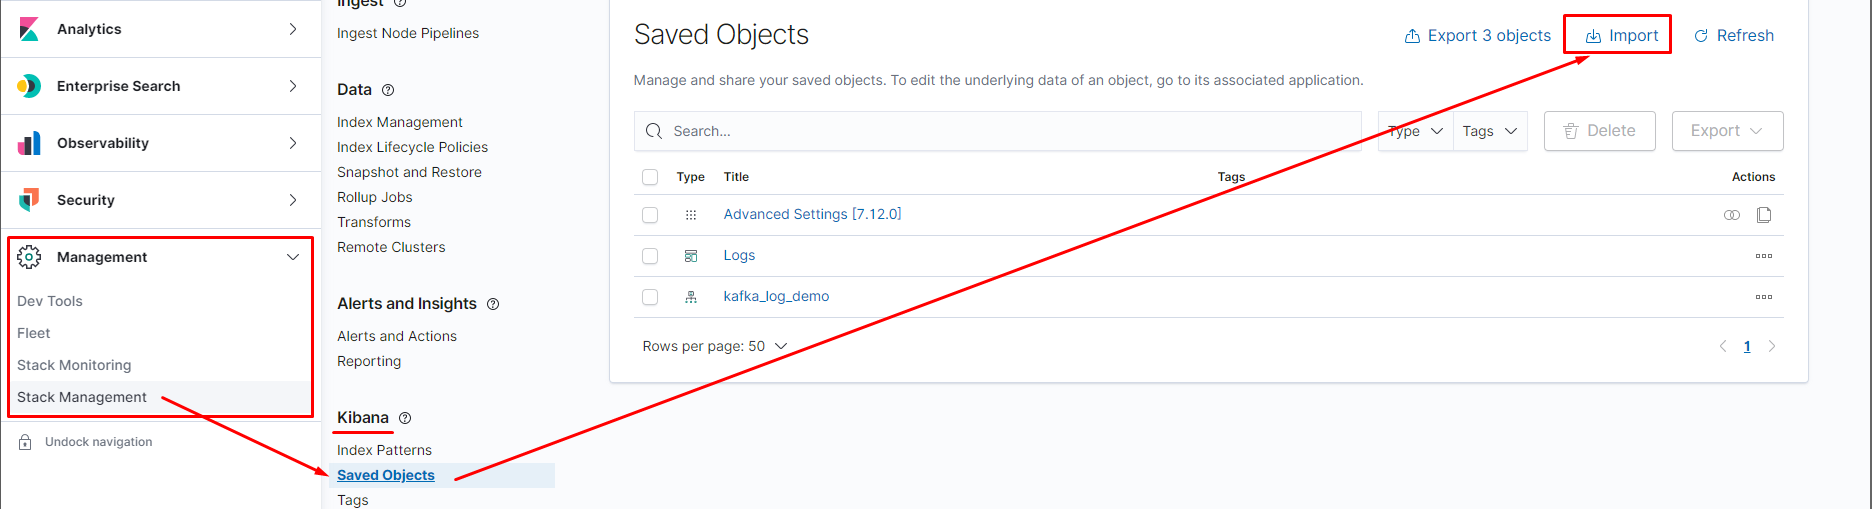 Analytics
Enterprise Search
Observability
Security
Management
Dev Tools
Fleet
Stack Monitoring
Stack Management
Undock navigation
Ingest
Ingest Node Pipelines
Data
Index Management
Index Lifecycle Policies
Snapshot and Restore
Rollup Jobs
Transforms
Remote Clusters
Alerts and Insights
Alerts and Actions
Reporting
Kibana
Index Patterns
Saved Objects
Tags
Saved Objects
Export 3 objects Import Refresh
Manage and share your saved objects. To edit the underlying data of an object, go to its associated application.
Search... Type Tags Delete Export
Type Title Tags Actions
Advanced Settings [7.12.0]
Logs
kafka_log_demo
Rows per page: 50 1